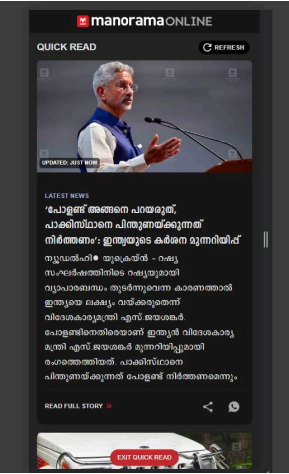 manoramaONLINE
QUICK READ
REFRESH
UPDATED: JUST NOW
LATEST NEWS
‘പോളണ്ട് അങ്ങനെ പറയരുത്,
പാക്കിസ്ഥാനെ പിന്തുണയ്ക്കുന്നത്
നിർത്തണം’: ഇന്ത്യയുടെ കർശന മുന്നറിയിപ്പ്
ന്യൂഡൽഹി● യുക്രെയ്ൻ - റഷ്യ
സംഘർഷത്തിനിടെ റഷ്യയുമായി
വ്യാപാരബന്ധം തുടർന്നുവെന്ന കാരണത്താൽ
ഇന്ത്യയെ ലക്ഷ്യം വയ്ക്കരുതെന്ന്
വിദേശകാര്യമന്ത്രി എസ്.ജയശങ്കർ.
പോളണ്ടിനെതിരെയാണ് ഇന്ത്യൻ വിദേശകാര്യ
മന്ത്രി എസ്.ജയശങ്കർ മുന്നറിയിപ്പുമായി
രംഗത്തെത്തിയത്. പാക്കിസ്ഥാനെ
പിന്തുണയ്ക്കുന്നത് പോളണ്ട് നിർത്തണമെന്നും
READ FULL STORY »
EXIT QUICK READ